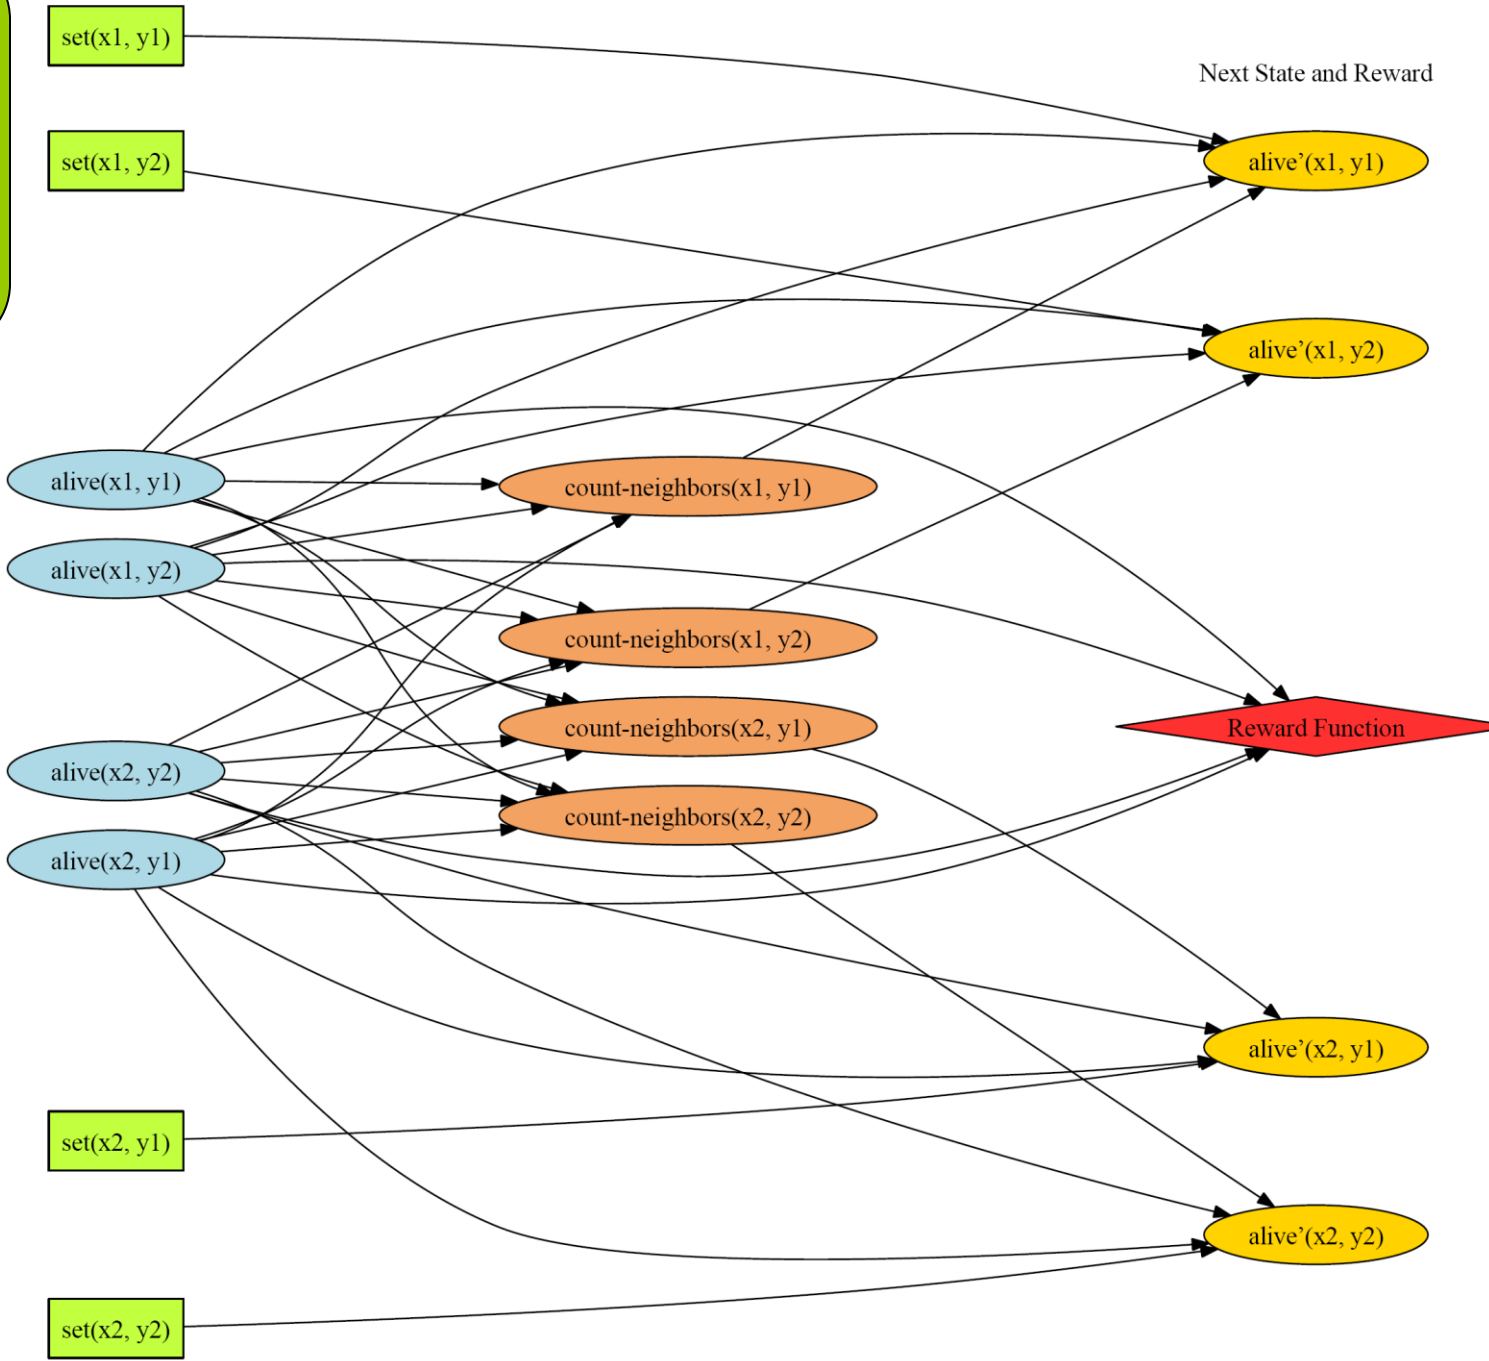 set(x1, y1)
Next State and Reward
set(x1, y2)
alive’(x1, y1)
alive’(x1, y2)
alive(x1, y1)
count-neighbors(x1, y1)
alive(x1, y2)
count-neighbors(x1, y2)
count-neighbors(x2, y1)
Reward Function
alive(x2, y2)
count-neighbors(x2, y2)
alive(x2, y1)
alive’(x2, y1)
set(x2, y1)
alive’(x2, y2)
set(x2, y2)